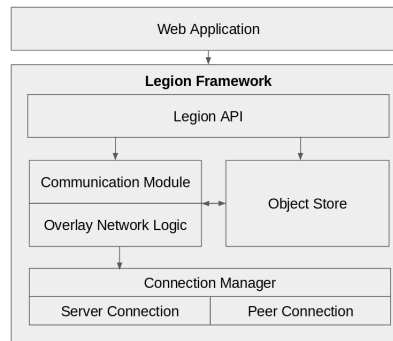 Web Application
Legion Framework
Legion API
Communication Module
Overlay Network Logic
Object Store
Connection Manager
Server Connection
Peer Connection